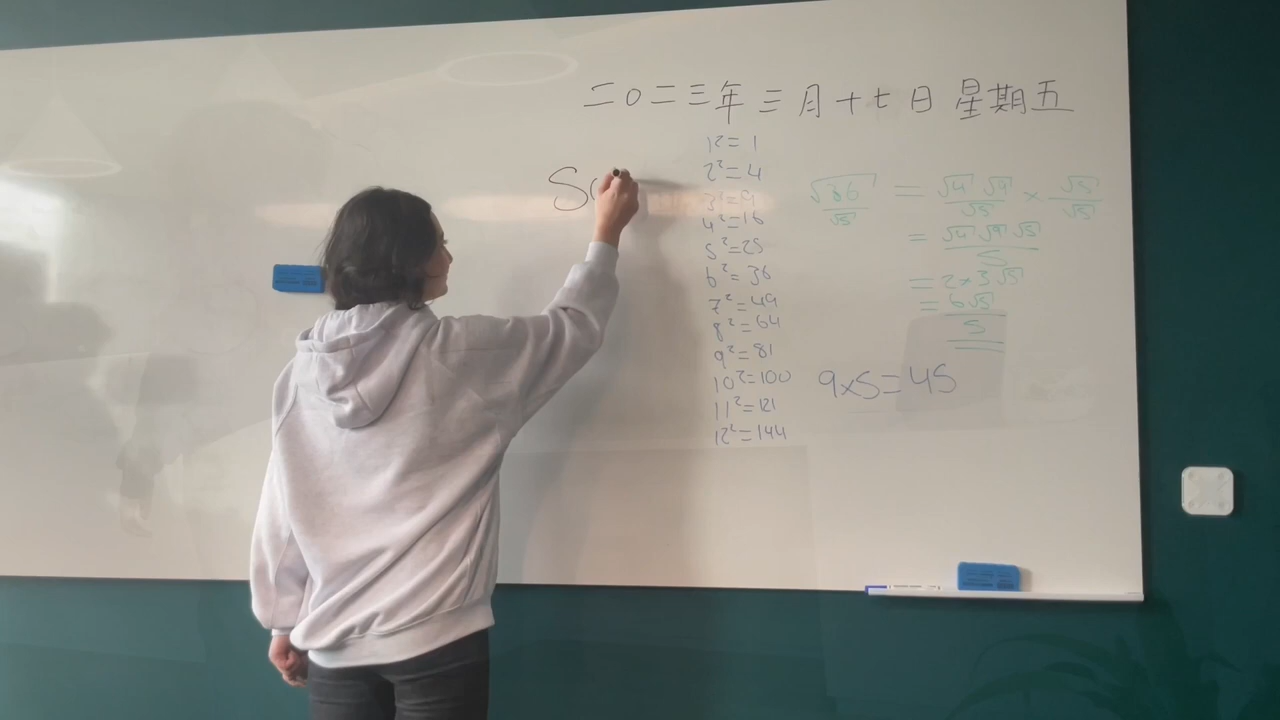 二〇二三年三月十七日星期五
S
1² = 1
2² = 4
3² = 9
4² = 16
5² = 25
6² = 36
7² = 49
8² = 64
9² = 81
10² = 100
11² = 121
12² = 144
√36/√5 = √4 √9/√5 × √5/√5
= √4 √9 √5/5
= 2×3√5
= 6√5/5
9×5=45